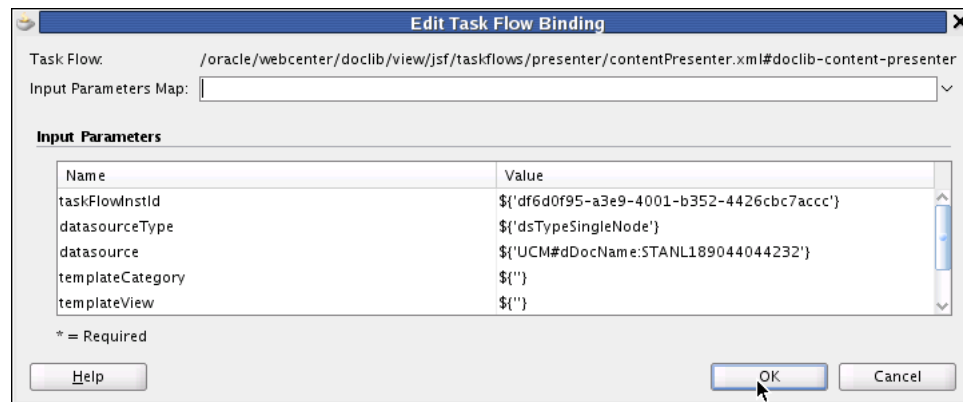 Edit Task Flow Binding
Task Flow: /oracle/webcenter/doclib/view/jsf/taskflows/presenter/contentPresenter.xml#doclib-content-presenter
Input Parameters Map:
Input Parameters
Name Value
taskFlowInstId ${'df6d0f95-a3e9-4001-b352-4426cbc7accc'}
datasourceType ${'dsTypeSingleNode'}
datasource ${'UCM#dDocName:STANL189044044232'}
templateCategory ${''}
templateView ${''}
* = Required
Help OK Cancel